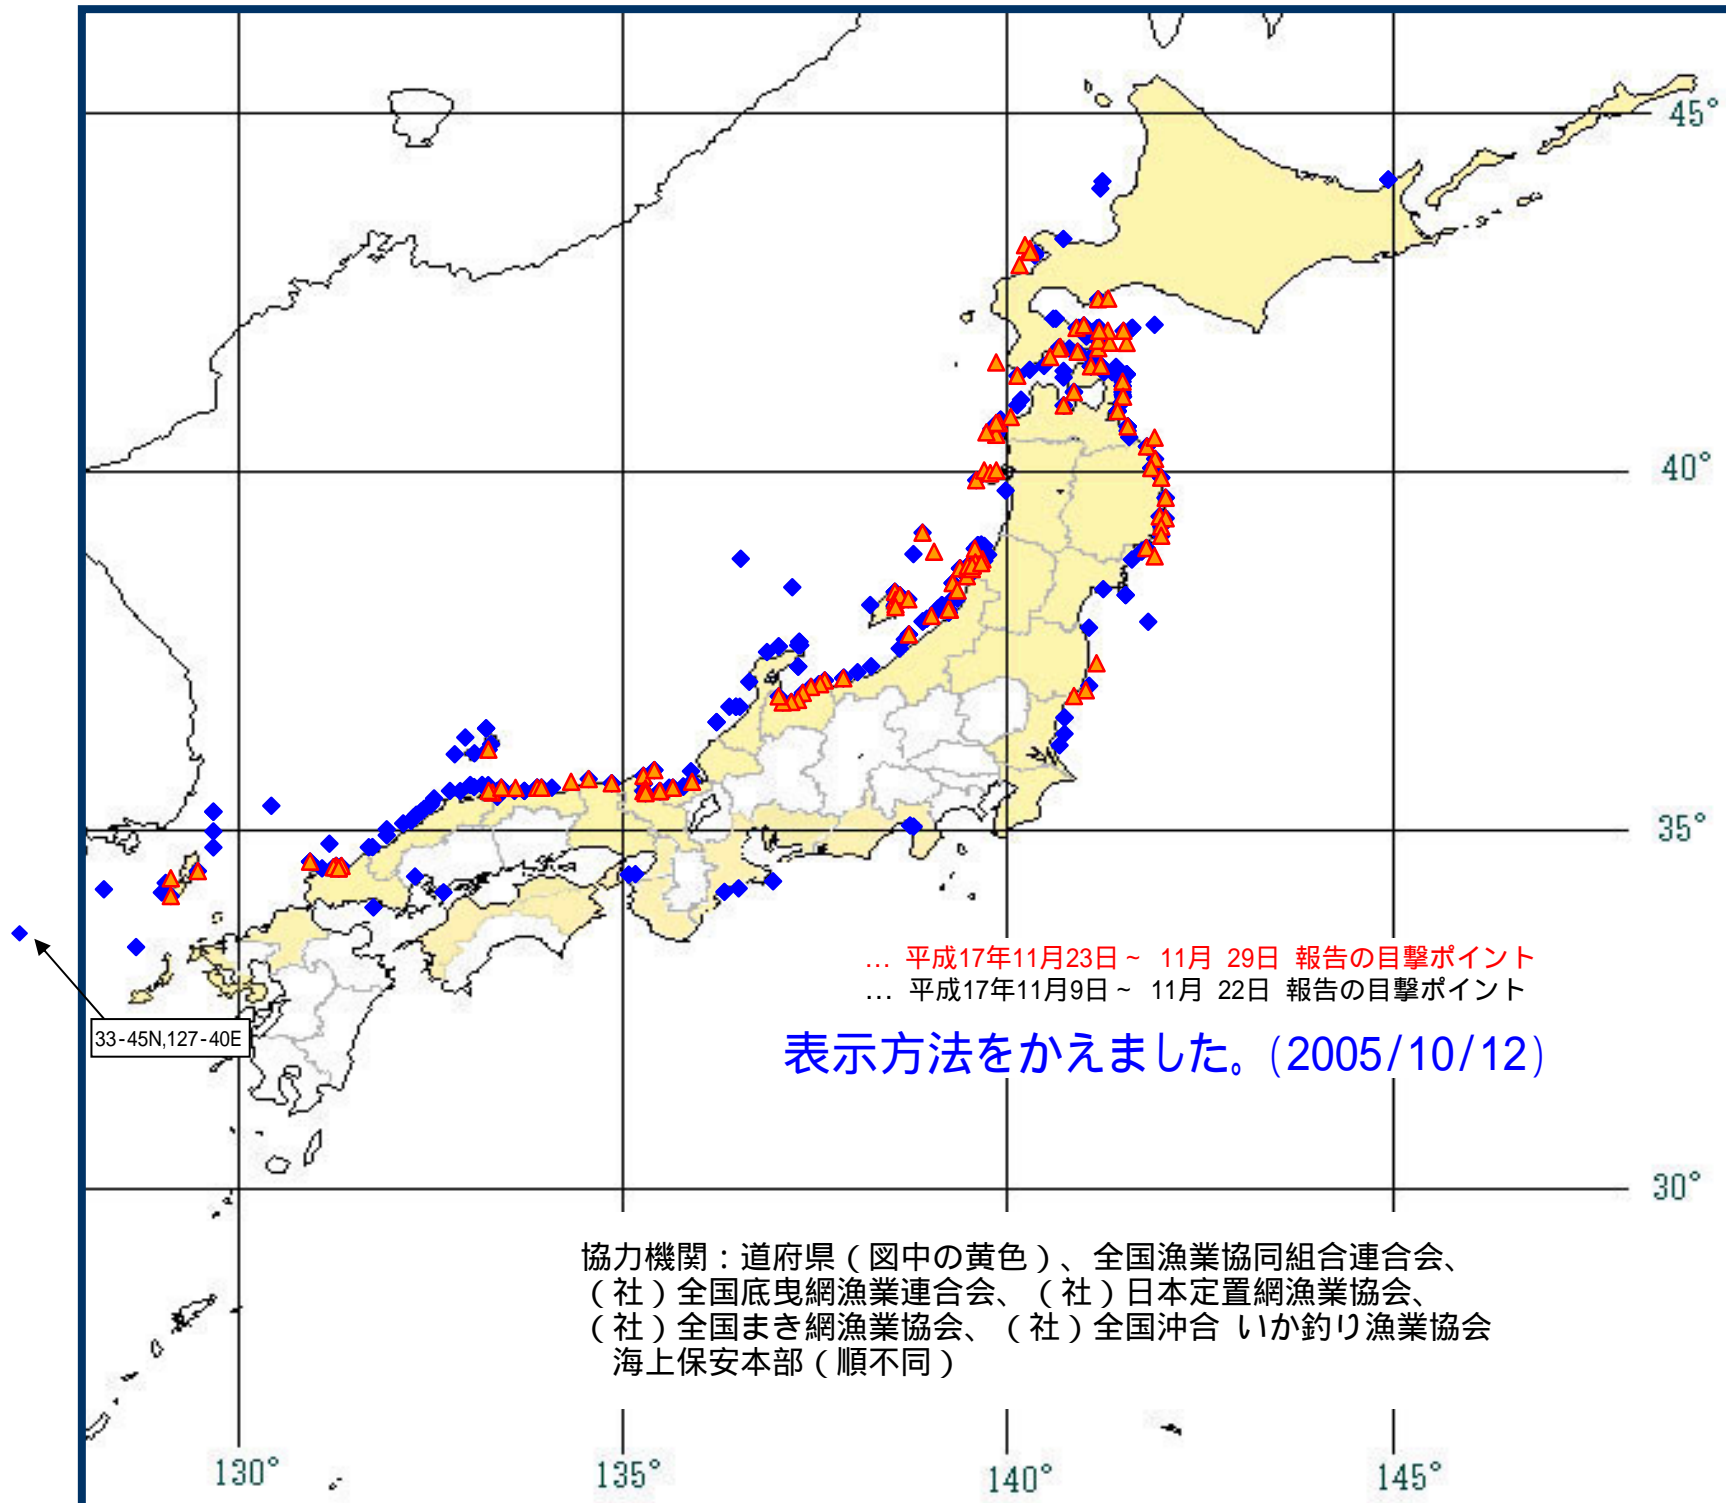 45°
40°
35°
… 平成17年11月23日~ 11月 29日 報告の目撃ポイント
… 平成17年11月9日~ 11月 22日 報告の目撃ポイント
33-45N,127-40E
表示方法をかえました。(2005/10/12)
30°
協力機関：道府県（図中の黄色）、全国漁業協同組合連合会、
（社）全国底曳網漁業連合会、（社）日本定置網漁業協会、
（社）全国まき網漁業協会、（社）全国沖合 いか釣り漁業協会
海上保安本部（順不同）
130° 135° 140° 145°